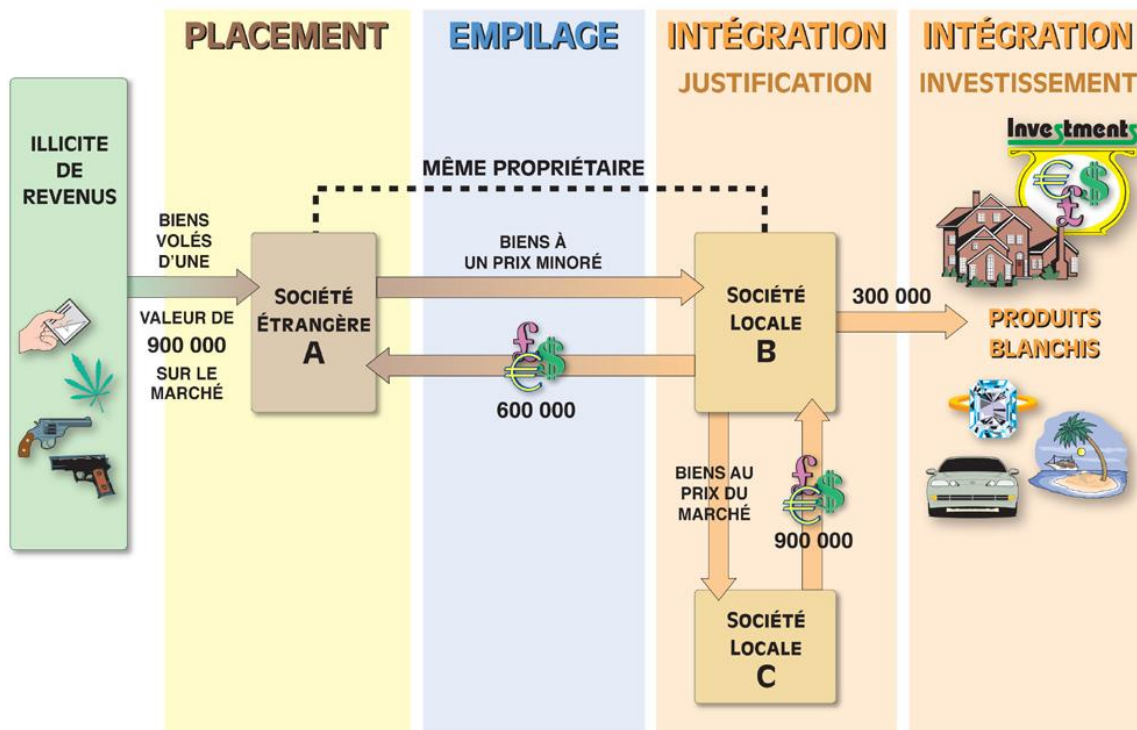 PLACEMENT
EMPILAGE
INTÉGRATION
JUSTIFICATION
INTÉGRATION
INVESTISSEMENT
ILLICITE
DE
REVENUS
BIENS
VOLÉS
D'UNE
VALEUR DE
900 000
SUR LE
MARCHÉ
MÊME PROPRIÉTAIRE
SOCIÉTÉ
ÉTRANGÈRE
A
BIENS À
UN PRIX MINORÉ
£
€$
600 000
SOCIÉTÉ
LOCALE
B
BIENS AU
PRIX DU
MARCHÉ
£
€$
900 000
SOCIÉTÉ
LOCALE
C
300 000
Investments
€$
£
PRODUITS
BLANCHIS